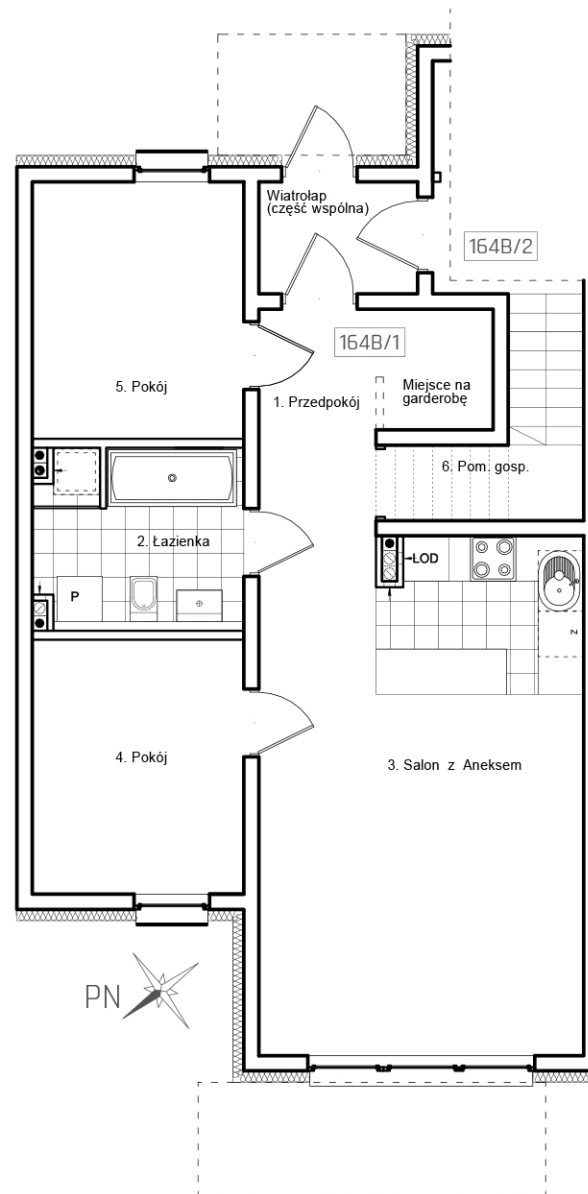 Wiatrołap
(część wspólna)
164B/2
164B/1
5. Pokój
1. Przedpokój
Miejsce na
garderobę
6. Pom. gosp.
2. Łazienka
LOD
P
Z
4. Pokój
3. Salon z Aneksem
PN